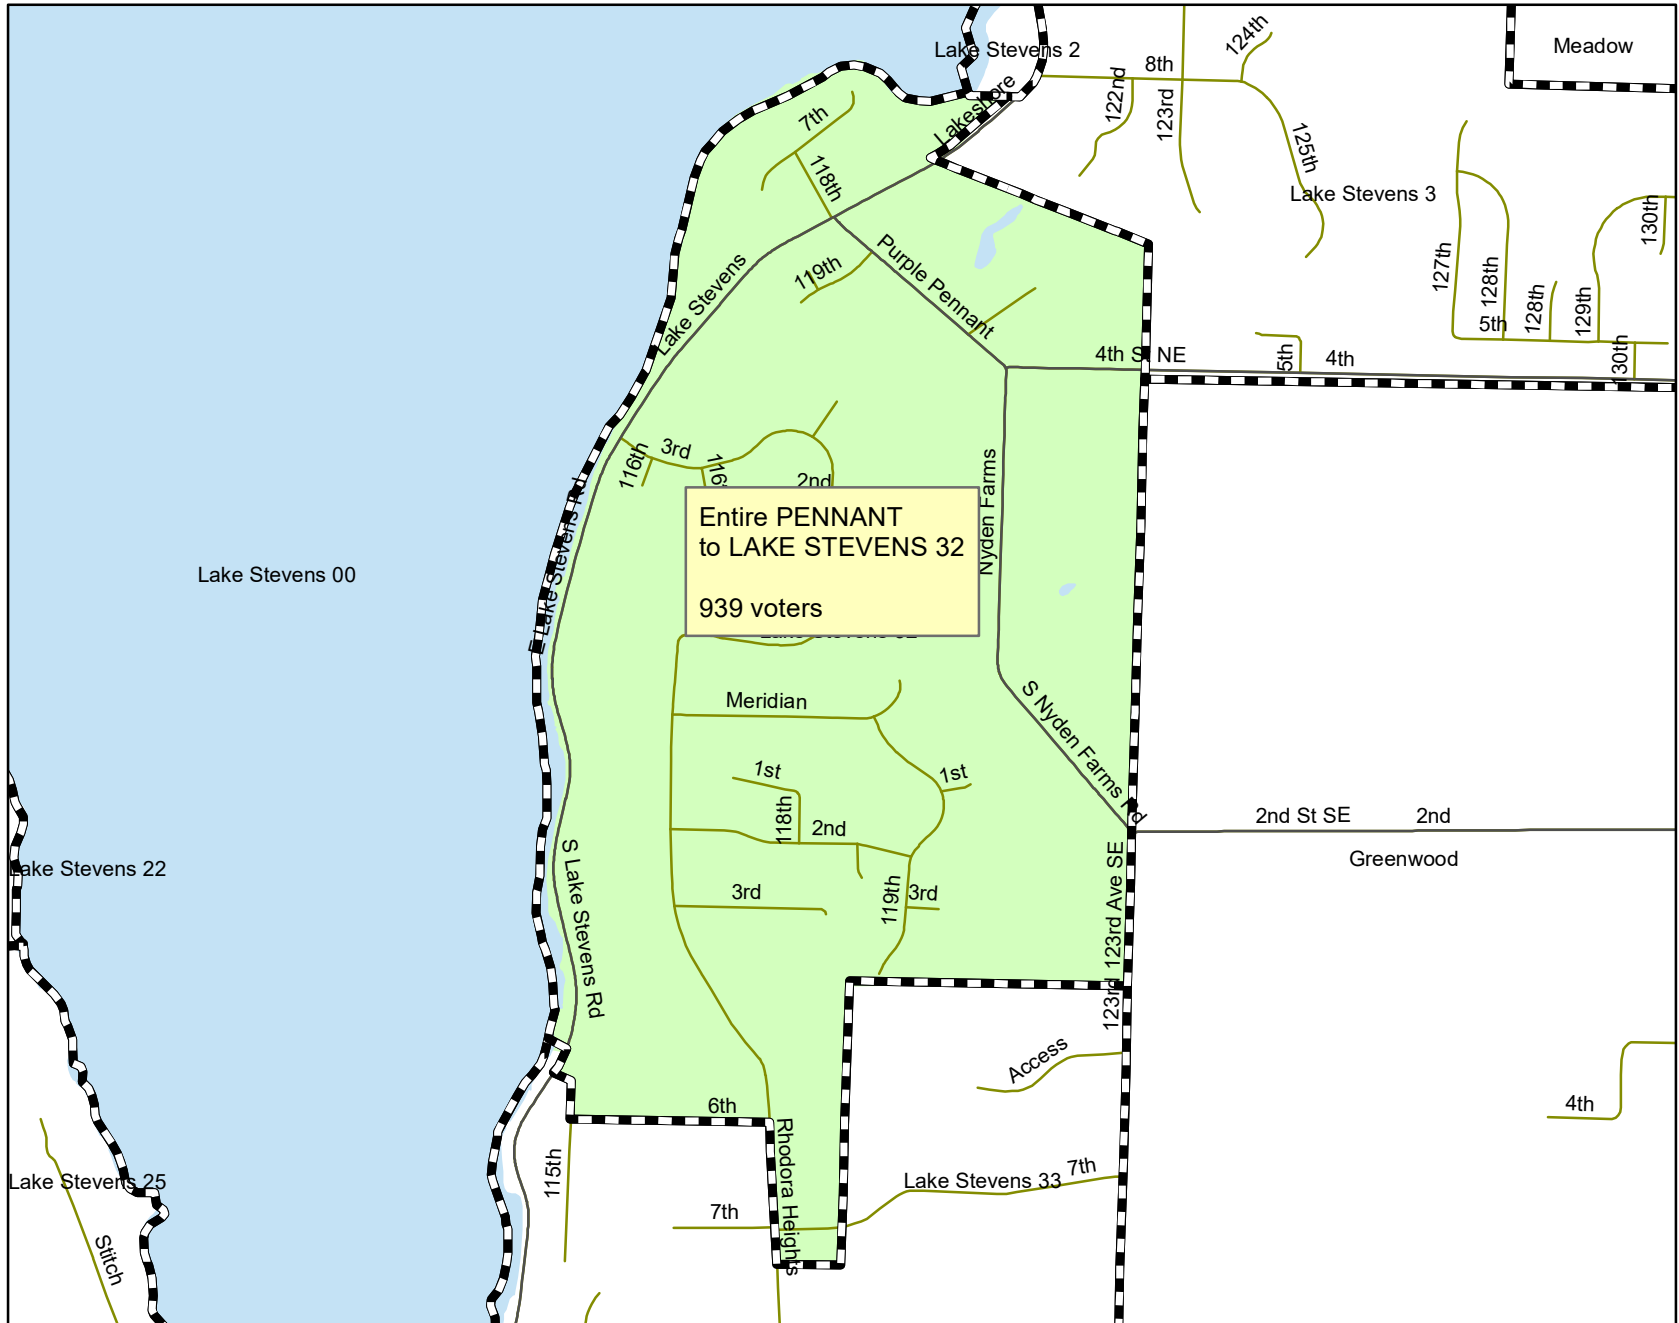 Lake Stevens 2
Meadow
8th
124th
122nd
123rd
125th
Lakeshore
7th
118th
Lake Stevens 3
130th
127th
128th
128th
129th
5th
130th
Purple Pennant
119th
Lake Stevens
4th St NE
5th
4th
3rd
116th
2nd
Nyden Farms
Entire PENNANT
to LAKE STEVENS 32
939 voters
Lake Stevens 00
E Lake Stevens Rd
Meridian
S Nyden Farms Rd
1st
1st
118th
2nd
2nd St SE
2nd
Greenwood
Lake Stevens 22
S Lake Stevens Rd
3rd
119th
3rd
123rd Ave SE
123rd
Access
6th
4th
115th
Rhodora Heights
Lake Stevens 33
7th
7th
Lake Stevens 25
Stitch